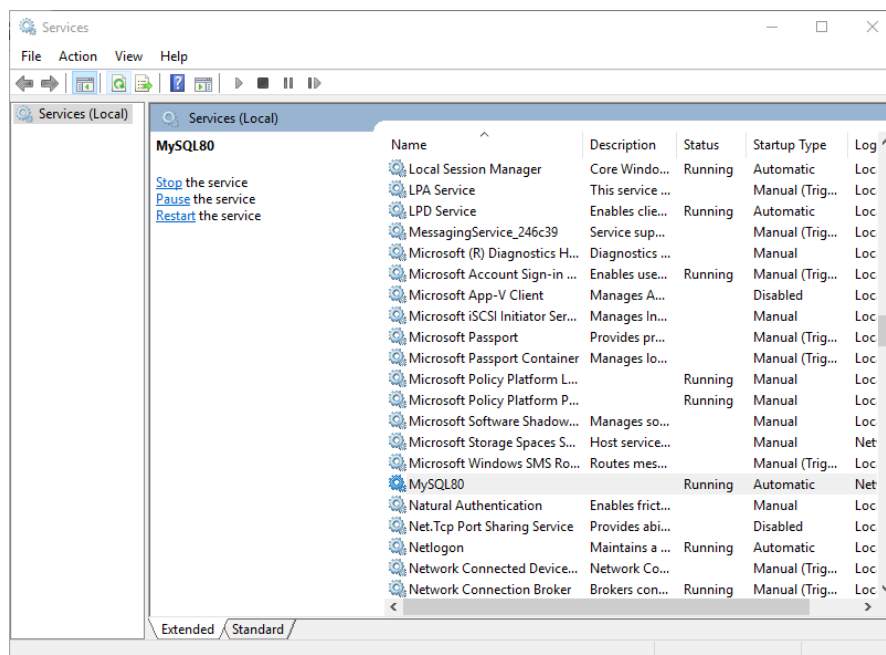 Services
File Action View Help
Services (Local)
Services (Local)
MySQL80
Stop the service
Pause the service
Restart the service
Name Description Status Startup Type Log
Local Session Manager Core Windo... Running Automatic Loc
LPA Service This service ... Manual (Trig... Loc
LPD Service Enables clie... Running Automatic Loc
MessagingService_246c39 Service sup... Manual (Trig... Loc
Microsoft (R) Diagnostics H... Diagnostics ... Manual Loc
Microsoft Account Sign-in ... Enables use... Running Manual (Trig... Loc
Microsoft App-V Client Manages A... Disabled Loc
Microsoft iSCSI Initiator Ser... Manages In... Manual Loc
Microsoft Passport Provides pr... Manual (Trig... Loc
Microsoft Passport Container Manages lo... Manual (Trig... Loc
Microsoft Policy Platform L... Running Manual Loc
Microsoft Policy Platform P... Running Manual Loc
Microsoft Software Shadow... Manages so... Manual Loc
Microsoft Storage Spaces S... Host service... Manual Net
Microsoft Windows SMS Ro... Routes mes... Manual (Trig... Loc
MySQL80 Running Automatic Net
Natural Authentication Enables frict... Manual Loc
Net.Tcp Port Sharing Service Provides abi... Disabled Loc
Netlogon Maintains a ... Running Automatic Loc
Network Connected Device... Network Co... Manual (Trig... Loc
Network Connection Broker Brokers con... Running Manual (Trig... Loc
Extended Standard